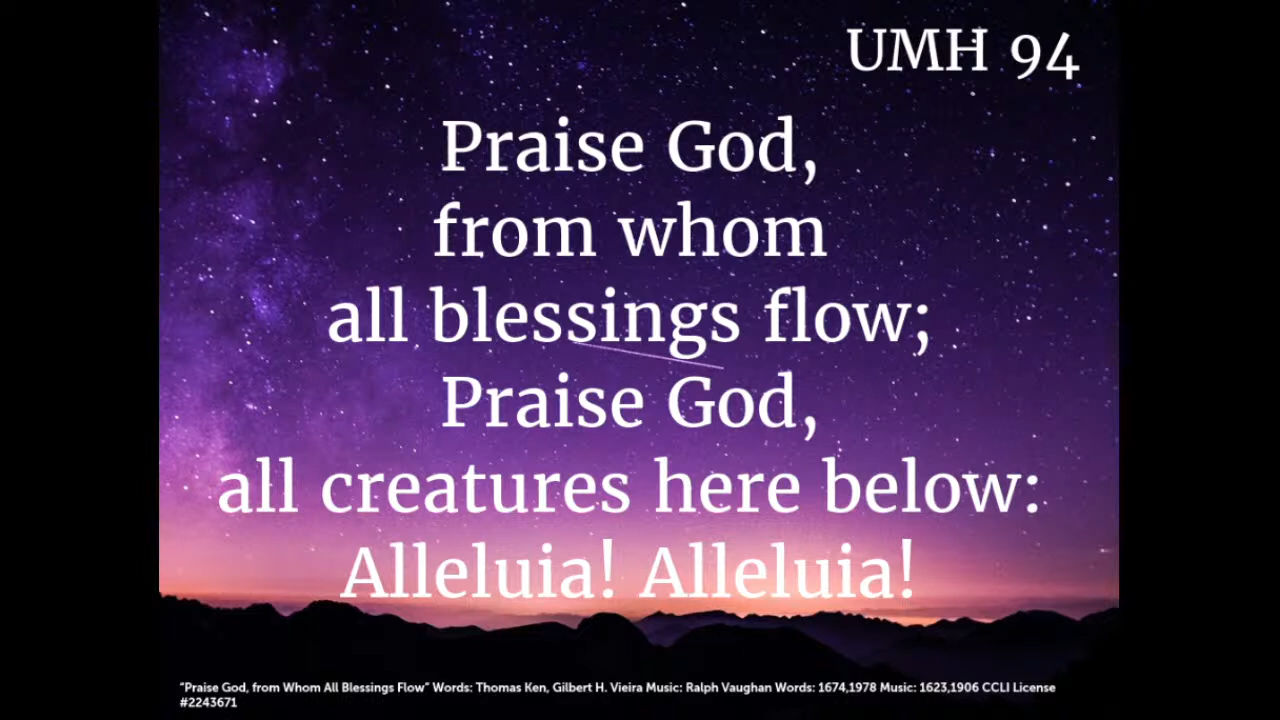 UMH 94
Praise God,
from whom
all blessings flow;
Praise God,
all creatures here below:
Alleluia! Alleluia!
"Praise God, from Whom All Blessings Flow" Words: Thomas Ken, Gilbert H. Vieira Music: Ralph Vaughan Words: 1674,1978 Music: 1623,1906 CCLI License
#2243671